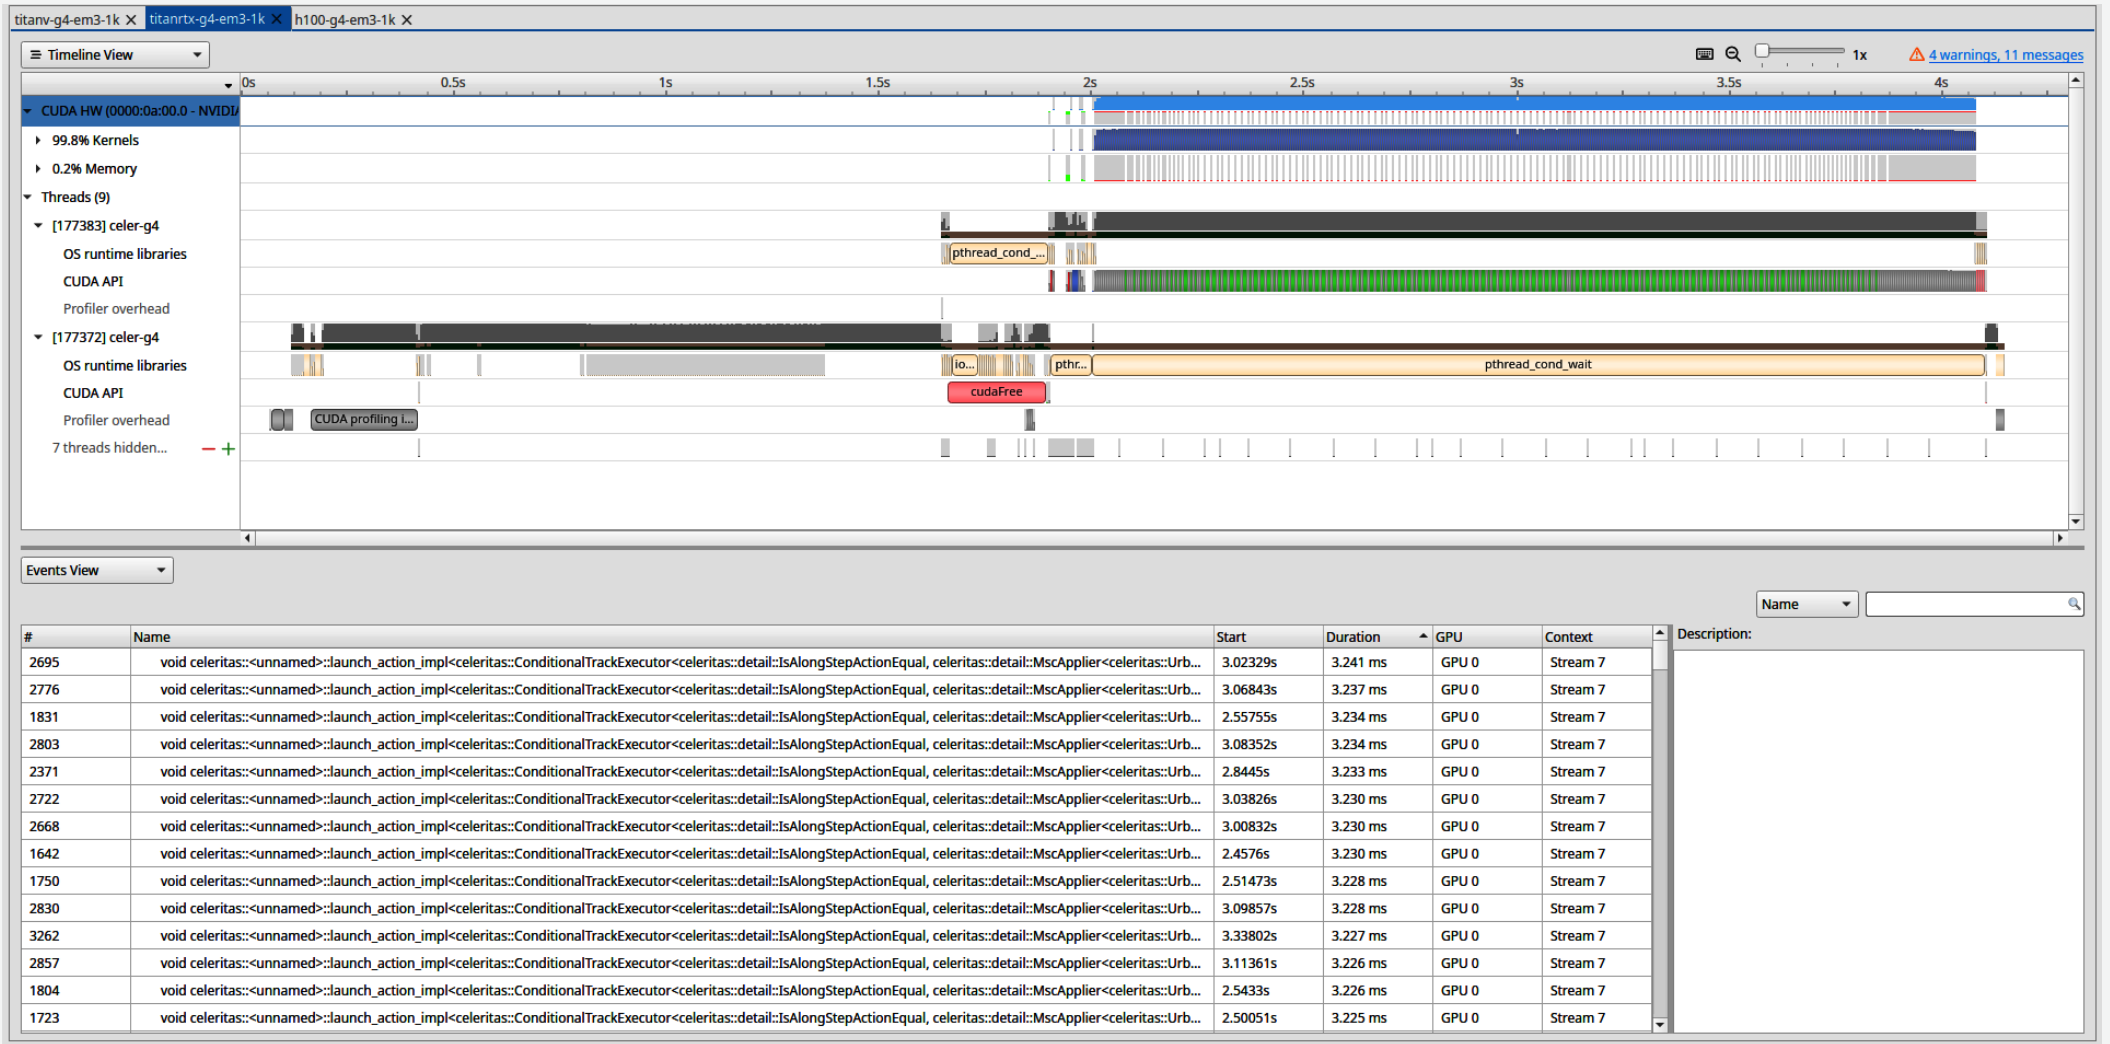 titanv-g4-em3-1k titanrtx-g4-em3-1k h100-g4-em3-1k
Timeline View 1x 4 warnings, 11 messages
0s 0.5s 1s 1.5s 2s 2.5s 3s 3.5s 4s
CUDA HW (0000:0a:00.0 - NVIDIA
99.8% Kernels
0.2% Memory
Threads (9)
[177383] celer-g4
OS runtime libraries pthread_cond_...
CUDA API
Profiler overhead
[177372] celer-g4
OS runtime libraries io... pthr... pthread_cond_wait
CUDA API cudaFree
Profiler overhead CUDA profiling i...
7 threads hidden... − +
Events View
Name
# Name Start Duration GPU Context Description:
2695 void celeritas::<unnamed>::launch_action_impl<celeritas::ConditionalTrackExecutor<celeritas::detail::IsAlongStepActionEqual, celeritas::detail::MscApplier<celeritas::Urb... 3.02329s 3.241 ms GPU 0 Stream 7
2776 void celeritas::<unnamed>::launch_action_impl<celeritas::ConditionalTrackExecutor<celeritas::detail::IsAlongStepActionEqual, celeritas::detail::MscApplier<celeritas::Urb... 3.06843s 3.237 ms GPU 0 Stream 7
1831 void celeritas::<unnamed>::launch_action_impl<celeritas::ConditionalTrackExecutor<celeritas::detail::IsAlongStepActionEqual, celeritas::detail::MscApplier<celeritas::Urb... 2.55755s 3.234 ms GPU 0 Stream 7
2803 void celeritas::<unnamed>::launch_action_impl<celeritas::ConditionalTrackExecutor<celeritas::detail::IsAlongStepActionEqual, celeritas::detail::MscApplier<celeritas::Urb... 3.08352s 3.234 ms GPU 0 Stream 7
2371 void celeritas::<unnamed>::launch_action_impl<celeritas::ConditionalTrackExecutor<celeritas::detail::IsAlongStepActionEqual, celeritas::detail::MscApplier<celeritas::Urb... 2.8445s 3.233 ms GPU 0 Stream 7
2722 void celeritas::<unnamed>::launch_action_impl<celeritas::ConditionalTrackExecutor<celeritas::detail::IsAlongStepActionEqual, celeritas::detail::MscApplier<celeritas::Urb... 3.03826s 3.230 ms GPU 0 Stream 7
2668 void celeritas::<unnamed>::launch_action_impl<celeritas::ConditionalTrackExecutor<celeritas::detail::IsAlongStepActionEqual, celeritas::detail::MscApplier<celeritas::Urb... 3.00832s 3.230 ms GPU 0 Stream 7
1642 void celeritas::<unnamed>::launch_action_impl<celeritas::ConditionalTrackExecutor<celeritas::detail::IsAlongStepActionEqual, celeritas::detail::MscApplier<celeritas::Urb... 2.4576s 3.230 ms GPU 0 Stream 7
1750 void celeritas::<unnamed>::launch_action_impl<celeritas::ConditionalTrackExecutor<celeritas::detail::IsAlongStepActionEqual, celeritas::detail::MscApplier<celeritas::Urb... 2.51473s 3.228 ms GPU 0 Stream 7
2830 void celeritas::<unnamed>::launch_action_impl<celeritas::ConditionalTrackExecutor<celeritas::detail::IsAlongStepActionEqual, celeritas::detail::MscApplier<celeritas::Urb... 3.09857s 3.228 ms GPU 0 Stream 7
3262 void celeritas::<unnamed>::launch_action_impl<celeritas::ConditionalTrackExecutor<celeritas::detail::IsAlongStepActionEqual, celeritas::detail::MscApplier<celeritas::Urb... 3.33802s 3.227 ms GPU 0 Stream 7
2857 void celeritas::<unnamed>::launch_action_impl<celeritas::ConditionalTrackExecutor<celeritas::detail::IsAlongStepActionEqual, celeritas::detail::MscApplier<celeritas::Urb... 3.11361s 3.226 ms GPU 0 Stream 7
1804 void celeritas::<unnamed>::launch_action_impl<celeritas::ConditionalTrackExecutor<celeritas::detail::IsAlongStepActionEqual, celeritas::detail::MscApplier<celeritas::Urb... 2.5433s 3.226 ms GPU 0 Stream 7
1723 void celeritas::<unnamed>::launch_action_impl<celeritas::ConditionalTrackExecutor<celeritas::detail::IsAlongStepActionEqual, celeritas::detail::MscApplier<celeritas::Urb... 2.50051s 3.225 ms GPU 0 Stream 7